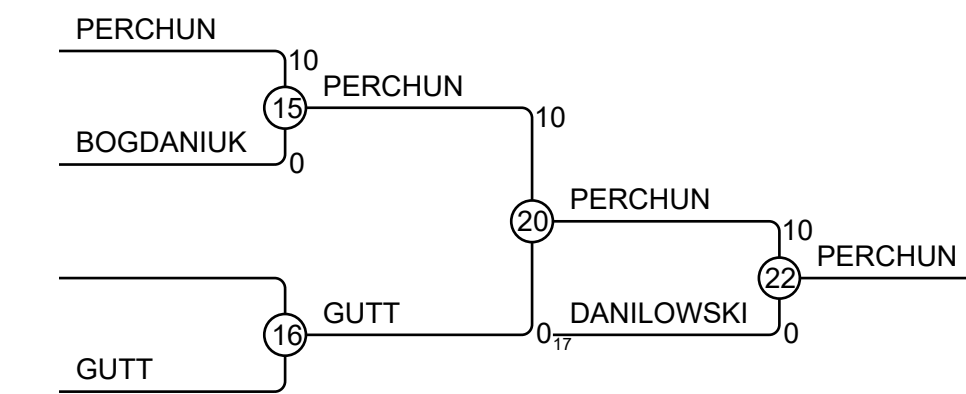 PERCHUN
10
15
PERCHUN
BOGDANIUK
0
10
20
PERCHUN
10
22
PERCHUN
16
GUTT
0
17
DANILOWSKI
0
GUTT